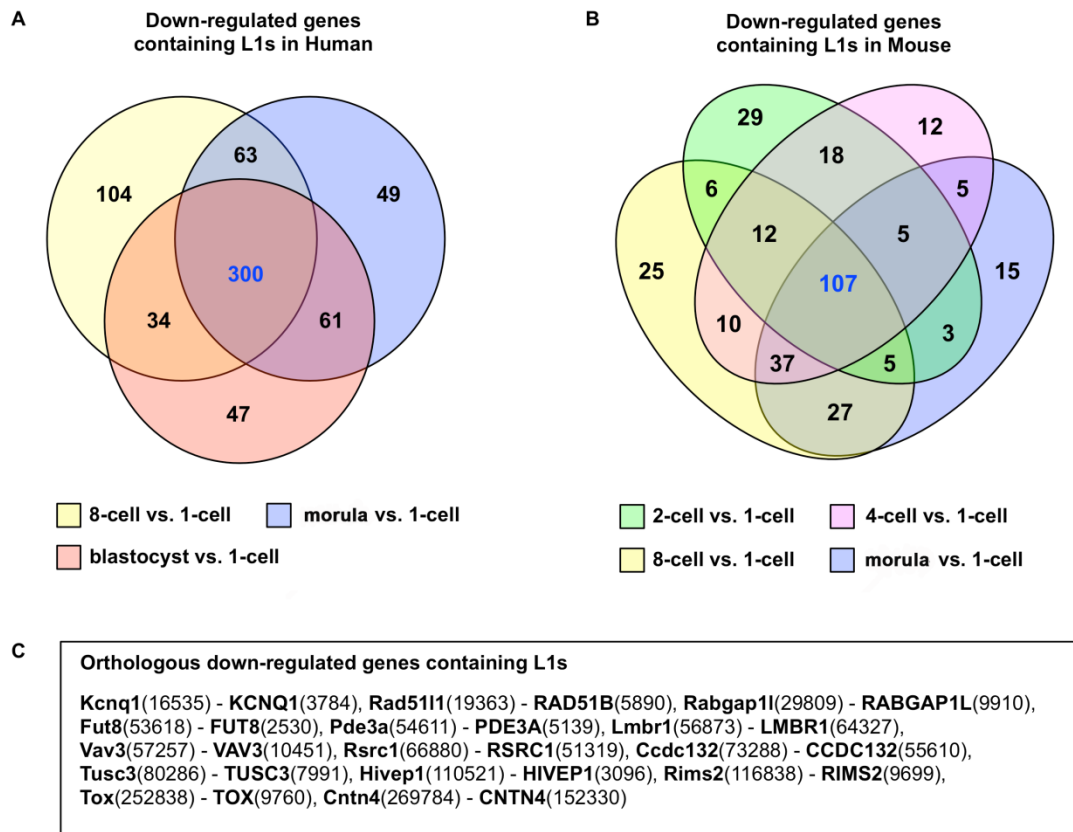 A
Down-regulated genes
containing L1s in Human
104
63
49
300
34
61
47
8-cell vs. 1-cell
morula vs. 1-cell
blastocyst vs. 1-cell
B
Down-regulated genes
containing L1s in Mouse
29
12
18
6
5
12
5
25
15
107
10
3
37
5
27
2-cell vs. 1-cell
4-cell vs. 1-cell
8-cell vs. 1-cell
morula vs. 1-cell
C
Orthologous down-regulated genes containing L1s
Kcnq1(16535) - KCNQ1(3784), Rad51l1(19363) - RAD51B(5890), Rabgap1l(29809) - RABGAP1L(9910),
Fut8(53618) - FUT8(2530), Pde3a(54611) - PDE3A(5139), Lmbr1(56873) - LMBR1(64327),
Vav3(57257) - VAV3(10451), Rsrc1(66880) - RSRC1(51319), Ccdc132(73288) - CCDC132(55610),
Tusc3(80286) - TUSC3(7991), Hivep1(110521) - HIVEP1(3096), Rims2(116838) - RIMS2(9699),
Tox(252838) - TOX(9760), Cntn4(269784) - CNTN4(152330)